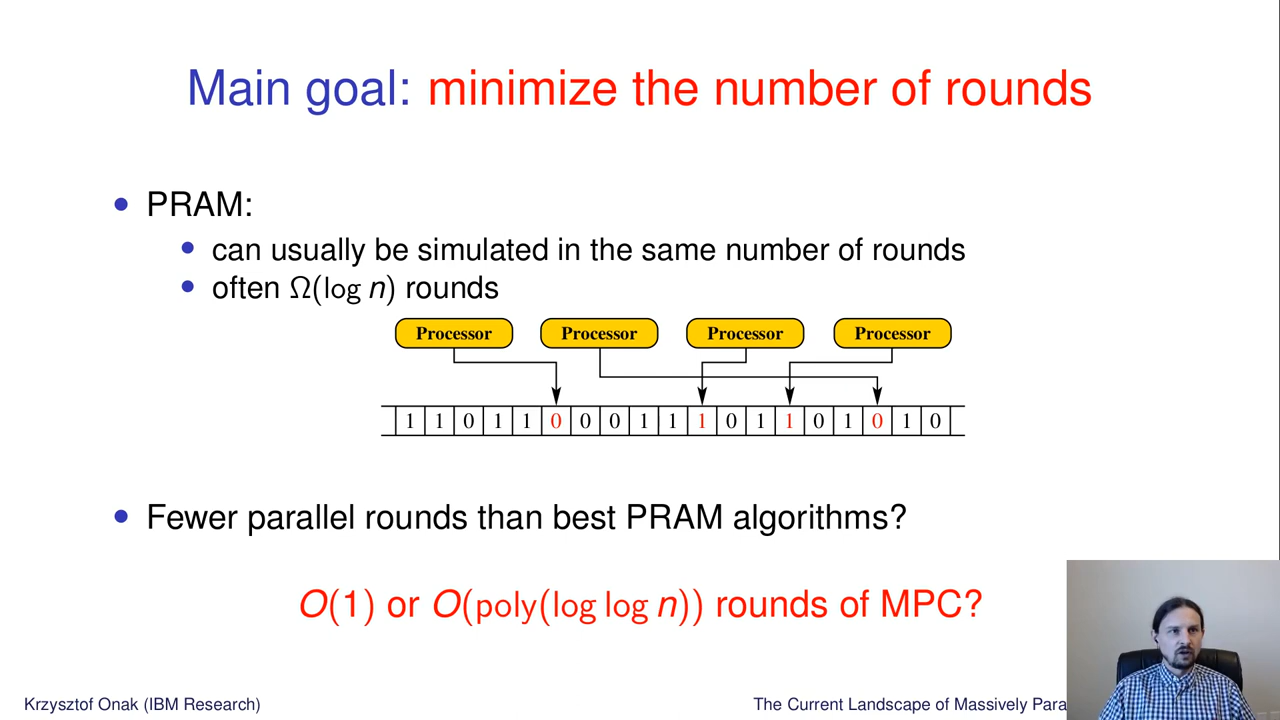 Main goal: minimize the number of rounds
• PRAM:
• can usually be simulated in the same number of rounds
• often Ω(log n) rounds
Processor Processor Processor Processor
1 1 0 1 1 0 0 0 1 1 1 0 1 1 0 1 0 1 0
• Fewer parallel rounds than best PRAM algorithms?
O(1) or O(poly(log log n)) rounds of MPC?
Krzysztof Onak (IBM Research) The Current Landscape of Massively Para